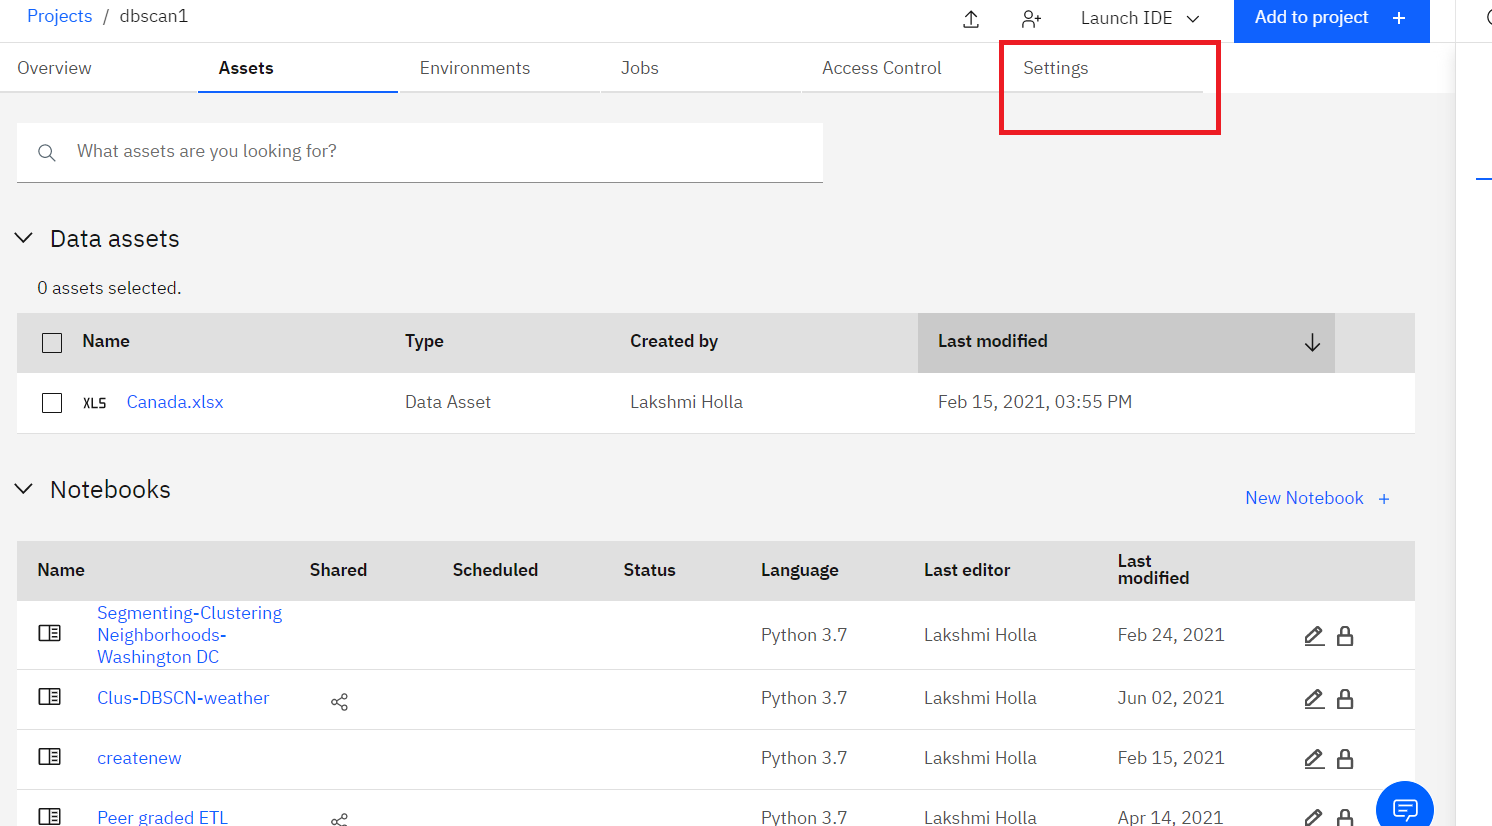 Projects / dbscan1
Launch IDE
Add to project +
Overview
Assets
Environments
Jobs
Access Control
Settings
What assets are you looking for?
Data assets
0 assets selected.
Name Type Created by Last modified
XLS Canada.xlsx Data Asset Lakshmi Holla Feb 15, 2021, 03:55 PM
Notebooks
New Notebook +
Name Shared Scheduled Status Language Last editor Last
modified
Segmenting-Clustering
Neighborhoods-
Washington DC
Python 3.7 Lakshmi Holla Feb 24, 2021
Clus-DBSCN-weather Python 3.7 Lakshmi Holla Jun 02, 2021
createnew Python 3.7 Lakshmi Holla Feb 15, 2021
Peer graded ETL Python 3.7 Lakshmi Holla Apr 14, 2021